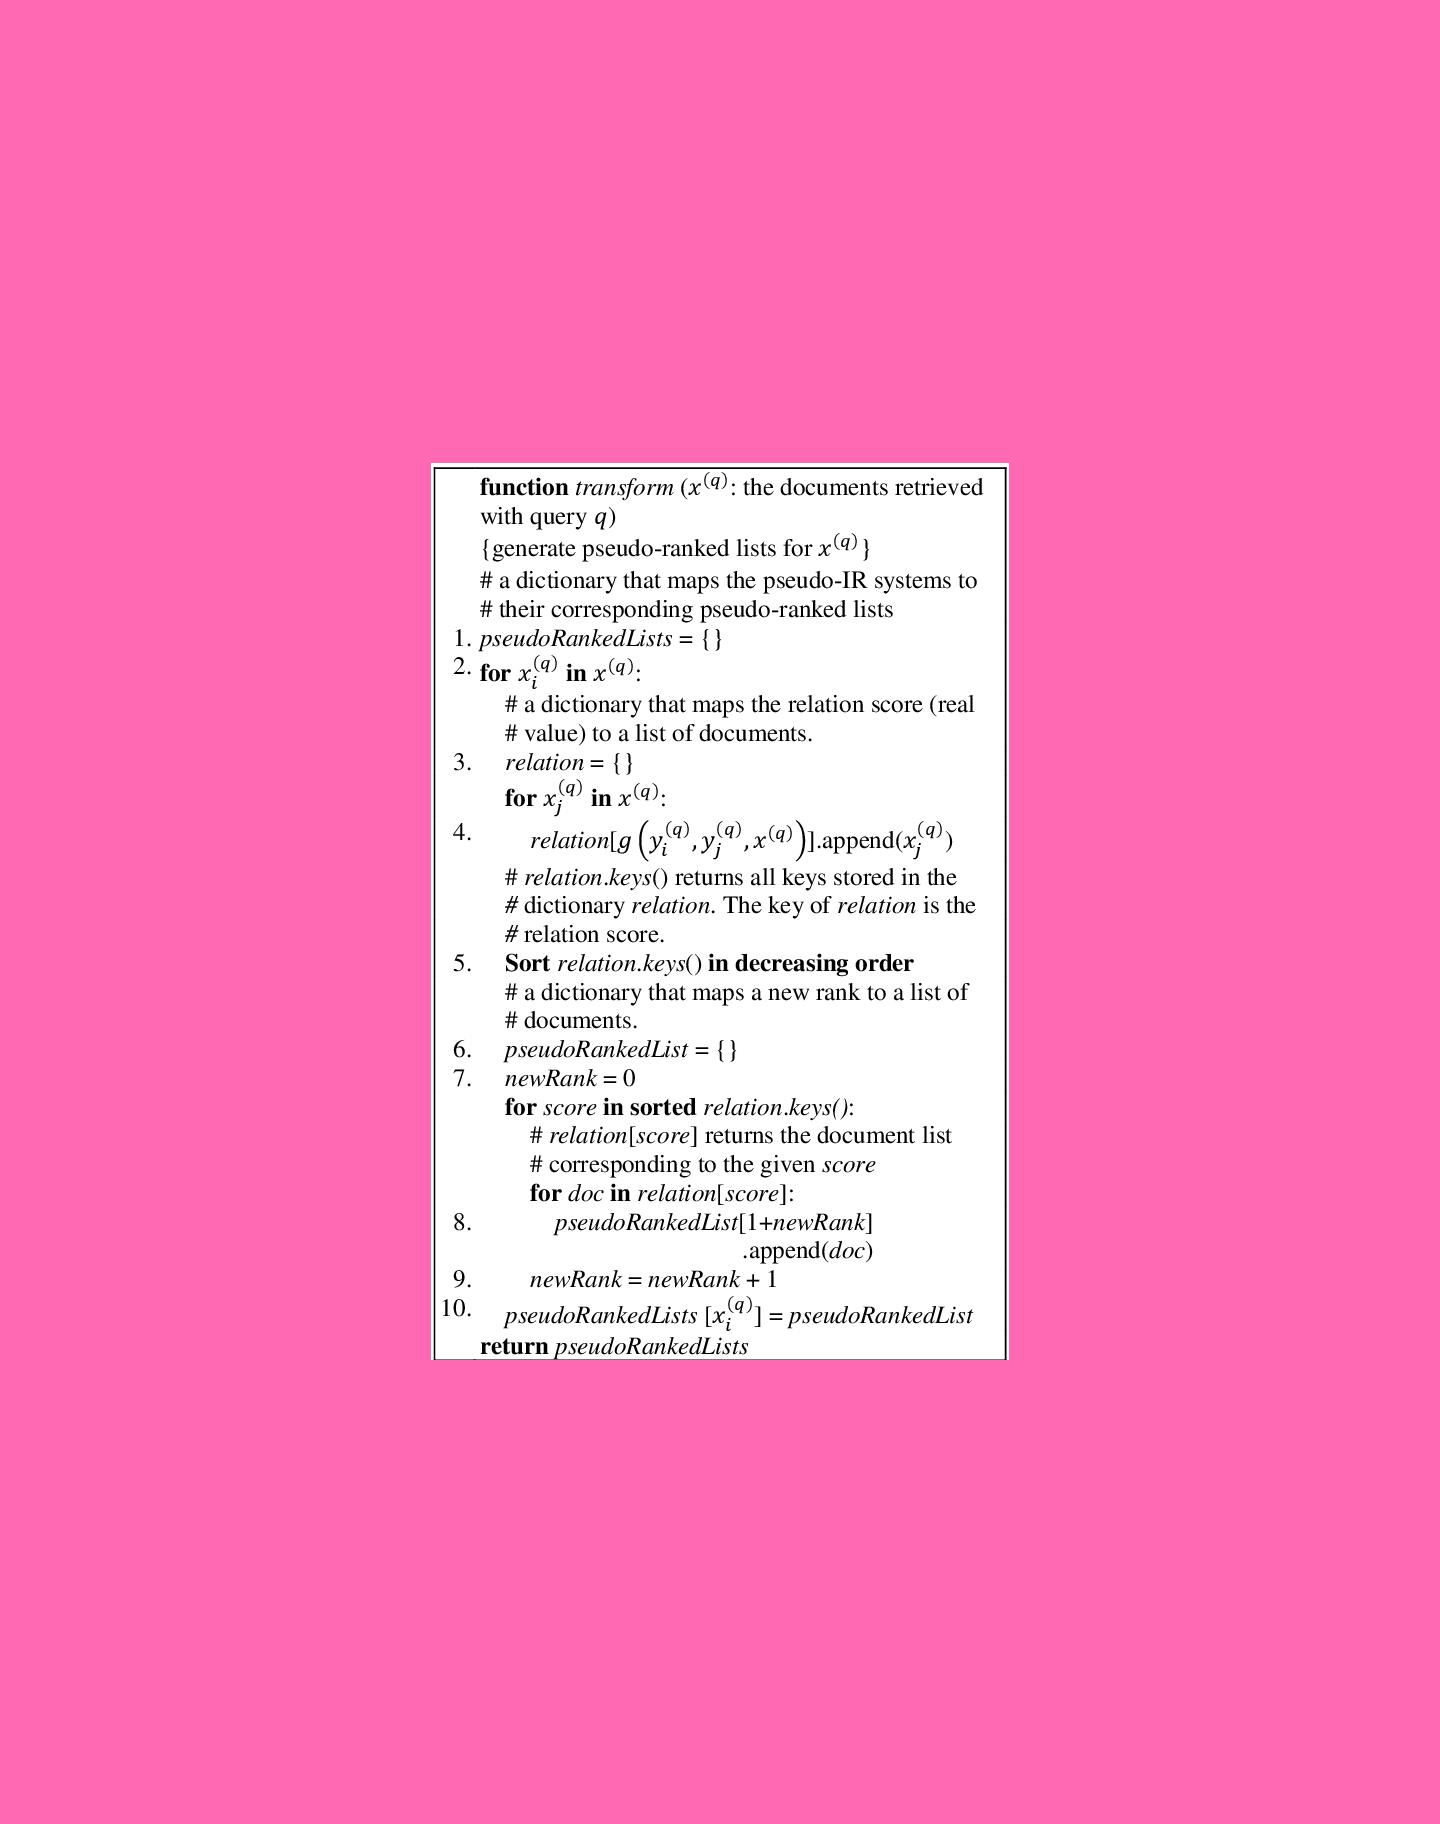 function transform (x^(q): the documents retrieved
with query q)
{generate pseudo-ranked lists for x^(q)}
# a dictionary that maps the pseudo-IR systems to
# their corresponding pseudo-ranked lists
1. pseudoRankedLists = {}
2. for x_i^(q) in x^(q):
# a dictionary that maps the relation score (real
# value) to a list of documents.
3. relation = {}
for x_j^(q) in x^(q):
4. relation[g (y_i^(q), y_j^(q), x^(q))].append(x_j^(q))
# relation.keys() returns all keys stored in the
# dictionary relation. The key of relation is the
# relation score.
5. Sort relation.keys() in decreasing order
# a dictionary that maps a new rank to a list of
# documents.
6. pseudoRankedList = {}
7. newRank = 0
for score in sorted relation.keys():
# relation[score] returns the document list
# corresponding to the given score
for doc in relation[score]:
8. pseudoRankedList[1+newRank]
.append(doc)
9. newRank = newRank + 1
10. pseudoRankedLists [x_i^(q)] = pseudoRankedList
return pseudoRankedLists